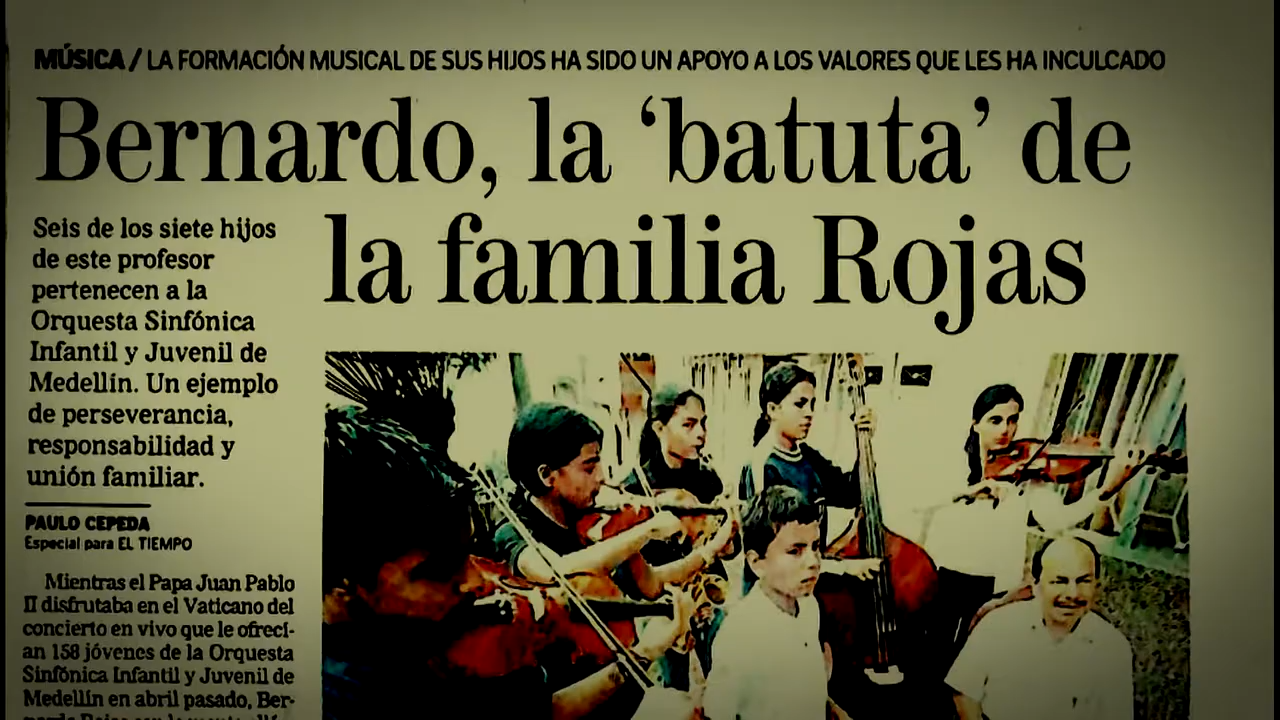 MÚSICA / LA FORMACIÓN MUSICAL DE SUS HIJOS HA SIDO UN APOYO A LOS VALORES QUE LES HA INCULCADO
Bernardo, la ‘batuta’ de
la familia Rojas
Seis de los siete hijos
de este profesor
pertenecen a la
Orquesta Sinfónica
Infantil y Juvenil de
Medellín. Un ejemplo
de perseverancia,
responsabilidad y
unión familiar.
PAULO CEPEDA
Especial para EL TIEMPO
Mientras el Papa Juan Pablo
II disfrutaba en el Vaticano del
concierto en vivo que le ofrecí-
an 158 jóvenes de la Orquesta
Sinfónica Infantil y Juvenil de
Medellín en abril pasado, Ber-